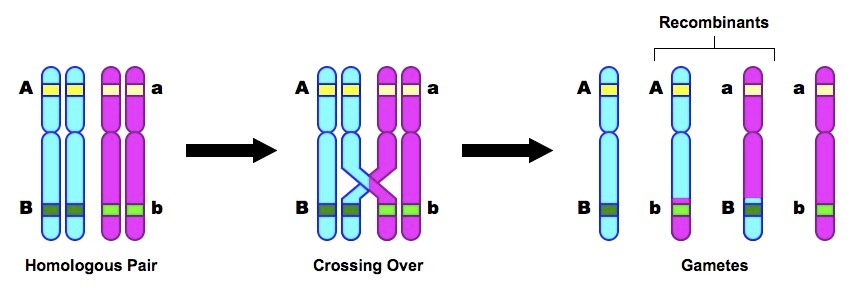 Recombinants
A a A a A A a a
B b B b B b B b
Homologous Pair Crossing Over Gametes